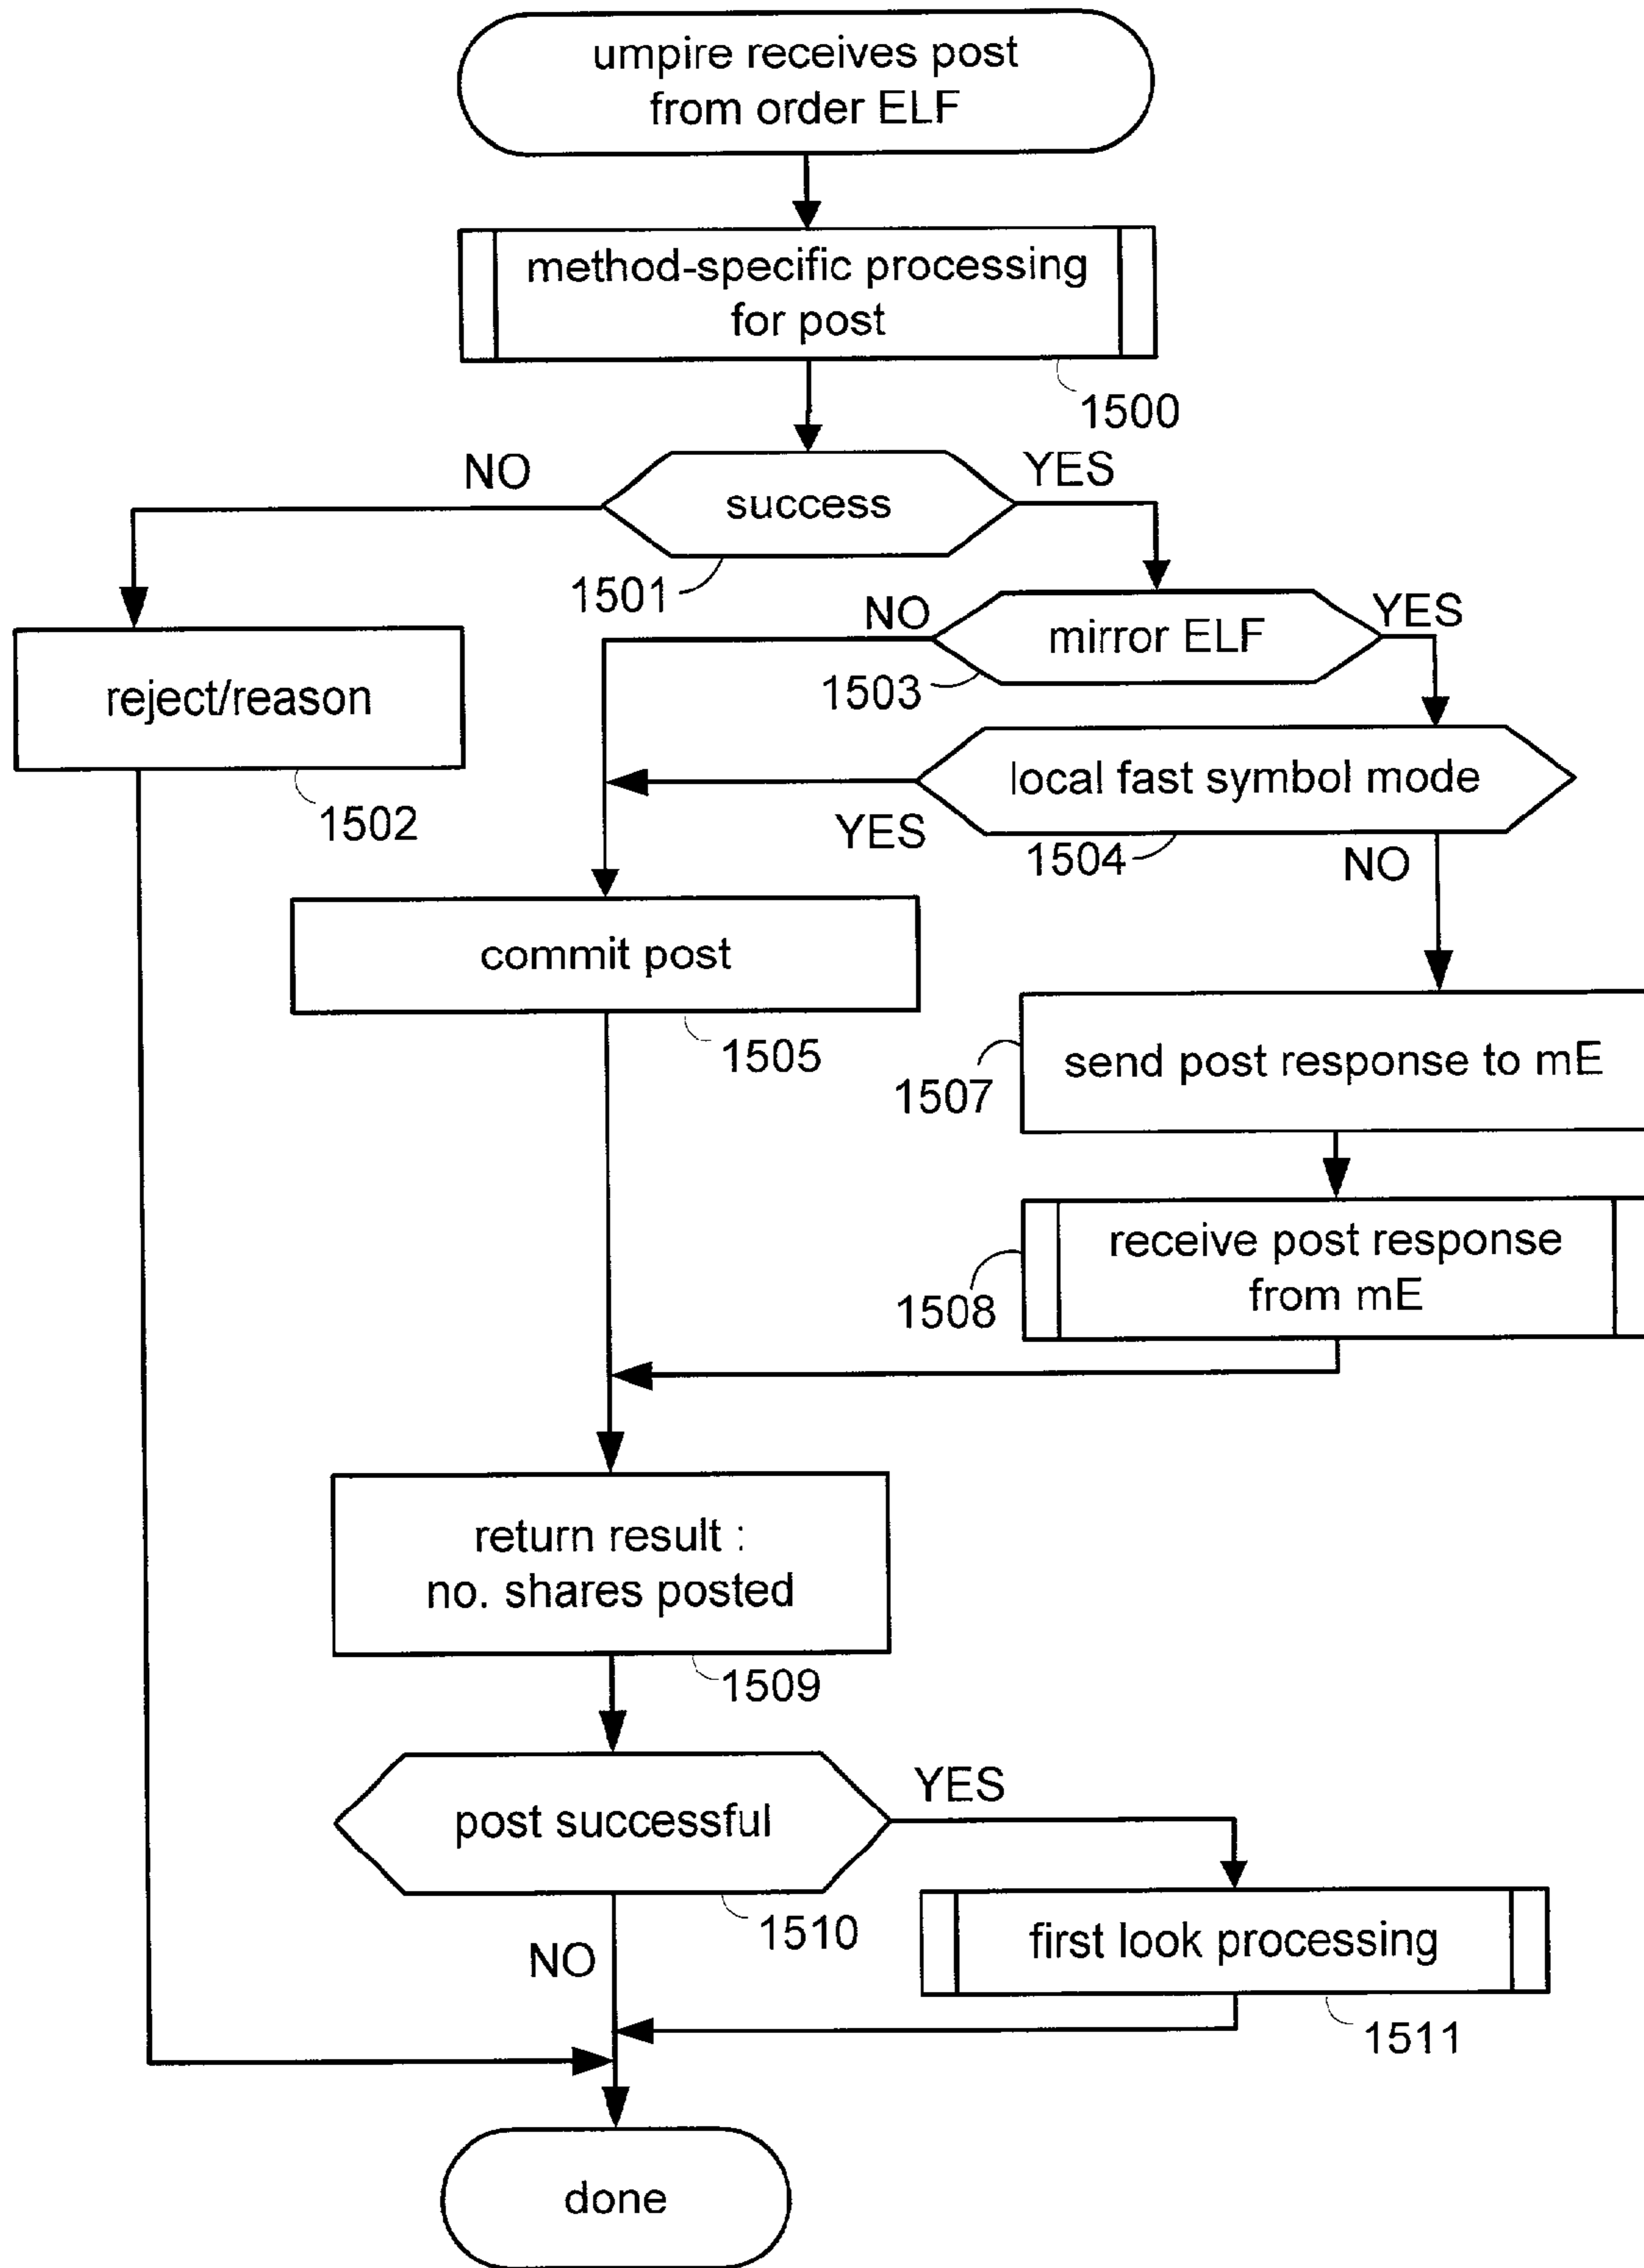 umpire receives post
from order ELF
method-specific processing
for post
1500
NO
YES
success
1501
NO
YES
mirror ELF
1503
reject/reason
1502
local fast symbol mode
YES
1504
NO
commit post
1505
send post response to mE
1507
receive post response
from mE
1508
return result :
no. shares posted
1509
YES
post successful
1510
NO
first look processing
1511
done